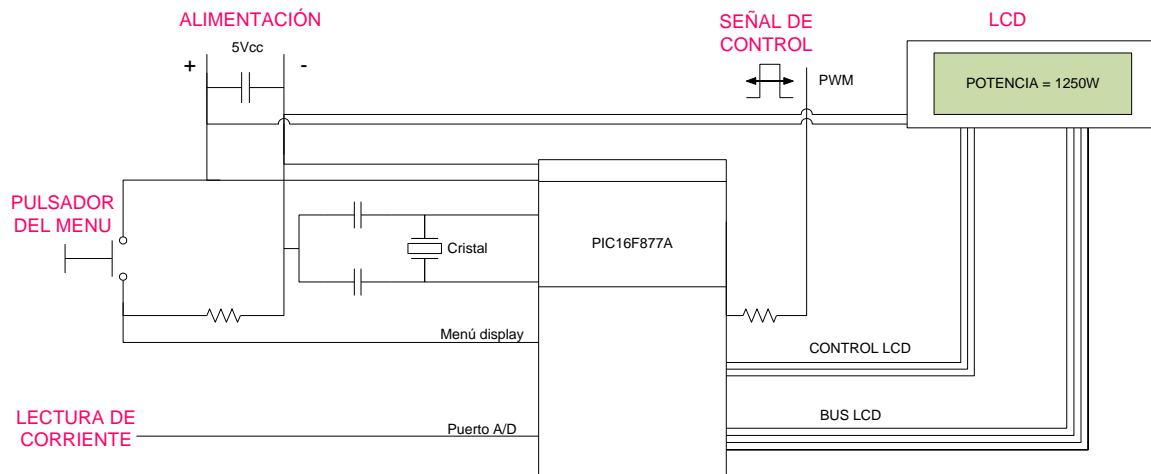 ALIMENTACIÓN
5Vcc
+ -
SEÑAL DE
CONTROL
PWM
LCD
POTENCIA = 1250W
PULSADOR
DEL MENU
Cristal
PIC16F877A
Menú display
CONTROL LCD
LECTURA DE
CORRIENTE
Puerto A/D
BUS LCD